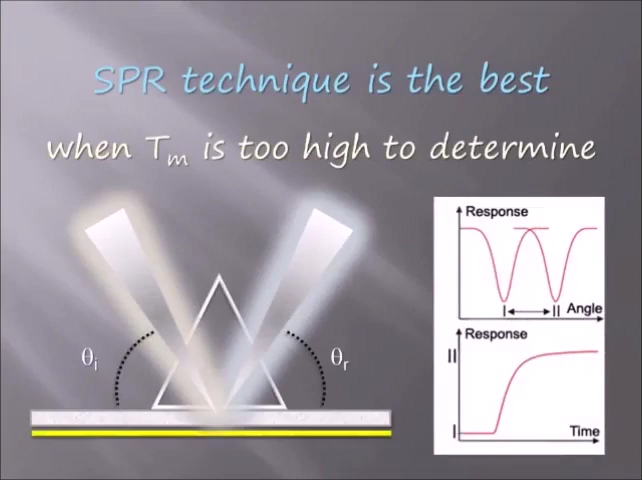 SPR technique is the best
when Tm is too high to determine
θi
θr
Response
I
II
Angle
Response
II
I
Time